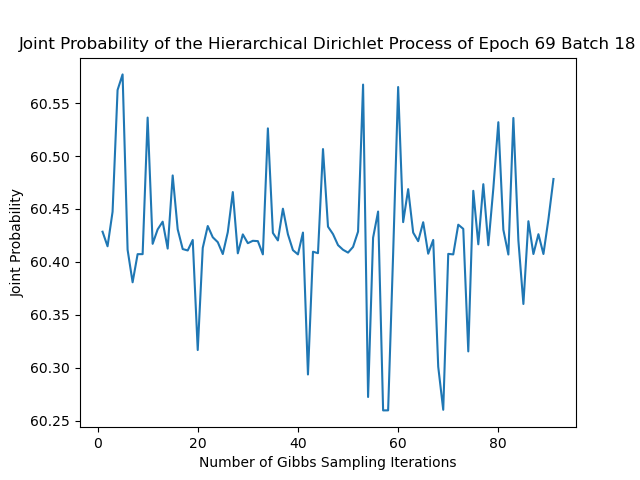 Joint Probability of the Hierarchical Dirichlet Process of Epoch 69 Batch 18
Joint Probability
60.55
60.50
60.45
60.40
60.35
60.30
60.25
0 20 40 60 80
Number of Gibbs Sampling Iterations